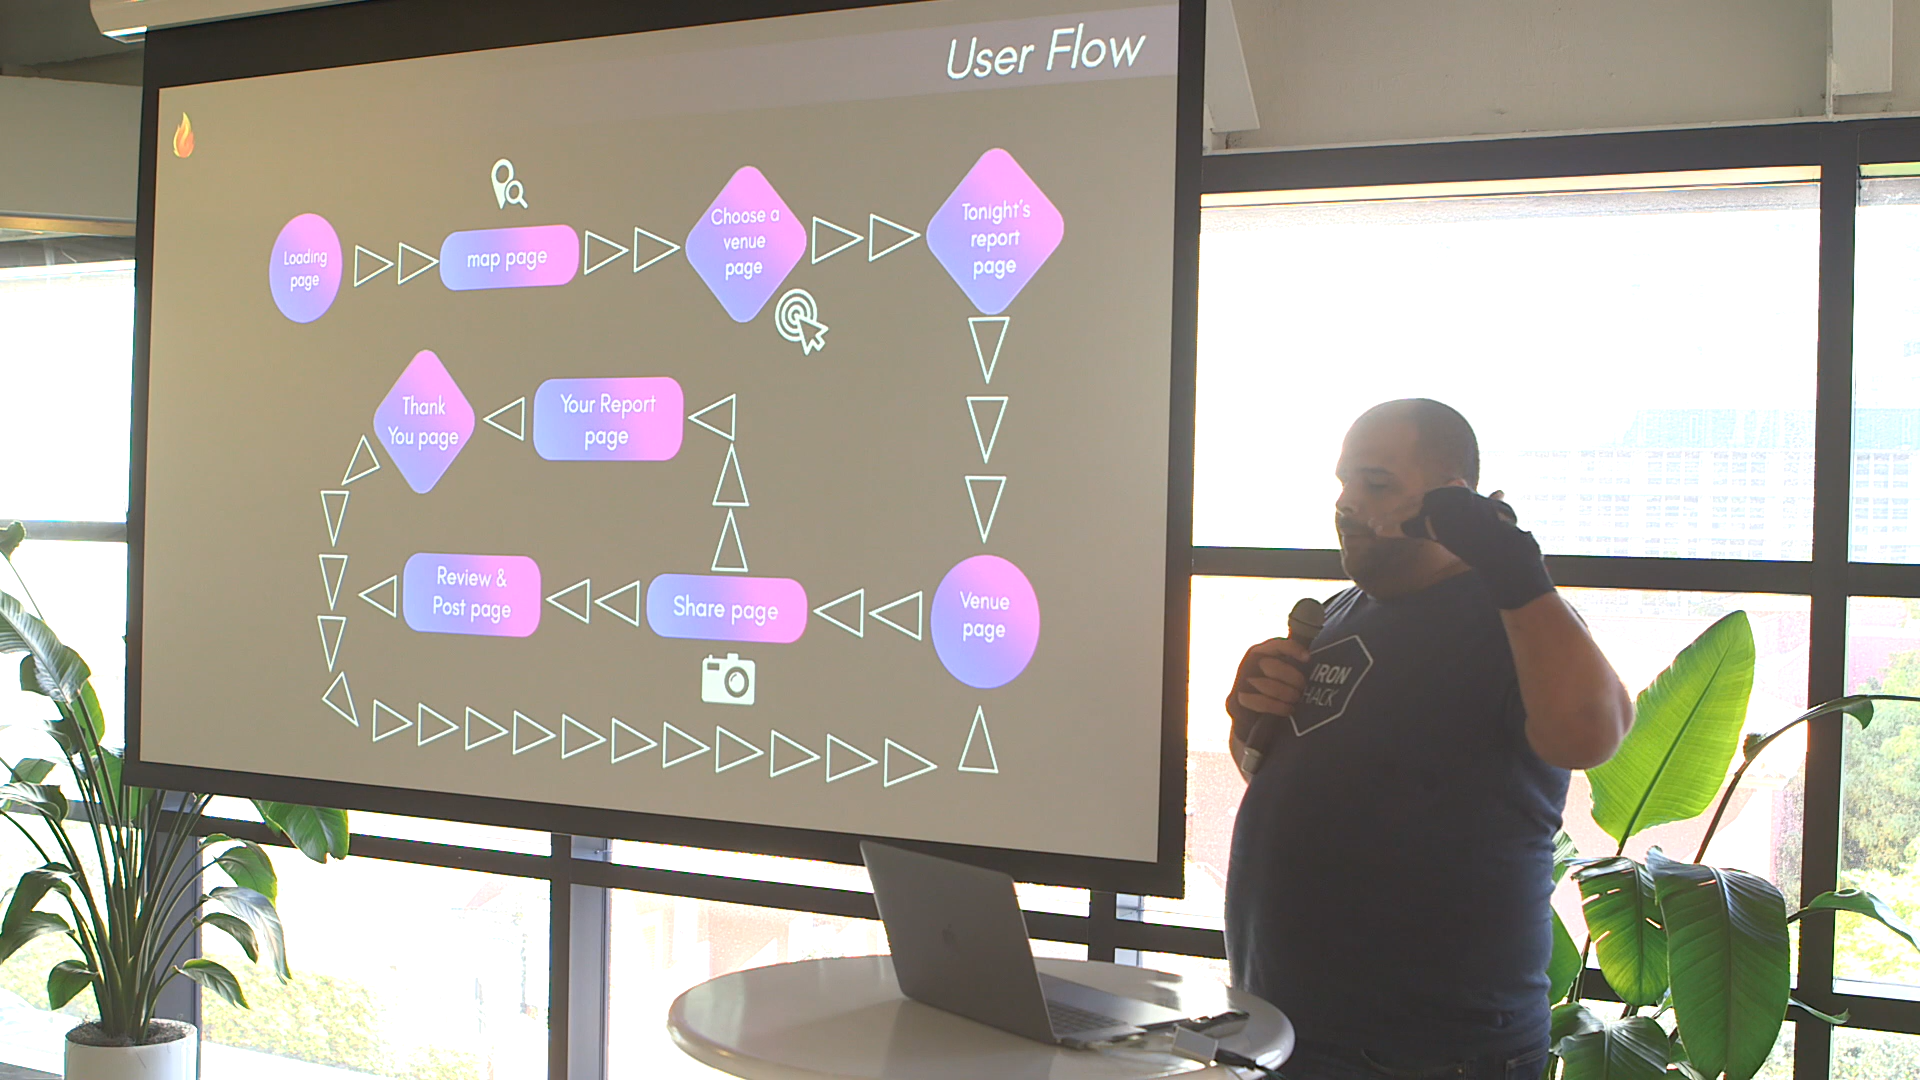 User Flow
Loading
page
map page
Choose a
venue
page
Tonight's
report
page
Thank
You page
Your Report
page
Review &
Post page
Share page
Venue
page
IRON
HACK